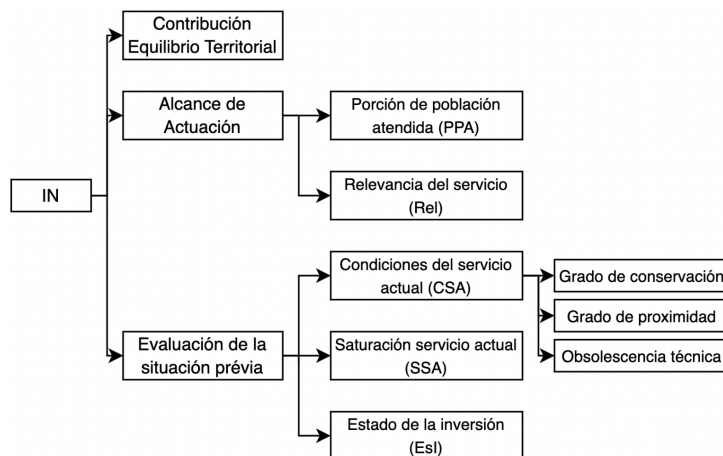 Contribución
Equilibrio Territorial
Alcance de
Actuación
Porción de población
atendida (PPA)
IN
Relevancia del servicio
(Rel)
Condiciones del servicio
actual (CSA)
Grado de conservación
Grado de proximidad
Evaluación de la
situación prévia
Saturación servicio actual
(SSA)
Obsolescencia técnica
Estado de la inversión
(EsI)